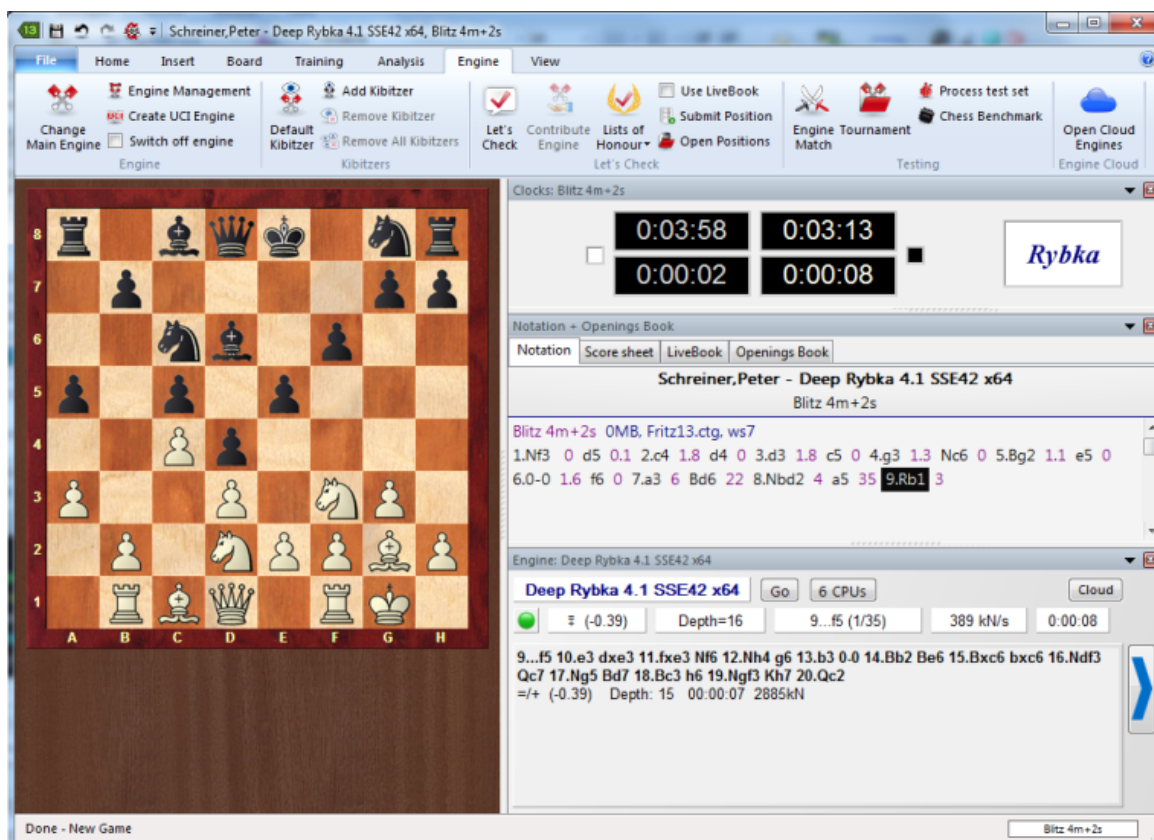 13 Schreiner,Peter - Deep Rybka 4.1 SSE42 x64, Blitz 4m+2s
File Home Insert Board Training Analysis Engine View
Change Main Engine
Engine Management
UCI Create UCI Engine
Switch off engine
Engine
Default Kibitzer
Add Kibitzer
Remove Kibitzer
Remove All Kibitzers
Kibitzers
Let's Check
Contribute Engine
Lists of Honour
Use LiveBook
Submit Position
Open Positions
Let's Check
Engine Match
Tournament
Process test set
Chess Benchmark
Testing
Open Cloud Engines
Engine Cloud
8
7
6
5
4
3
2
1
A B C D E F G H
Clocks: Blitz 4m+2s
0:03:58 0:03:13
0:00:02 0:00:08
Rybka
Notation + Openings Book
Notation Score sheet LiveBook Openings Book
Schreiner,Peter - Deep Rybka 4.1 SSE42 x64
Blitz 4m+2s
Blitz 4m+2s 0MB, Fritz13.ctg, ws7
1.Nf3 0 d5 0.1 2.c4 1.8 d4 0 3.d3 1.8 c5 0 4.g3 1.3 Nc6 0 5.Bg2 1.1 e5 0
6.0-0 1.6 f6 0 7.a3 6 Bd6 22 8.Nbd2 4 a5 35 9.Rb1 3
Engine: Deep Rybka 4.1 SSE42 x64
Deep Rybka 4.1 SSE42 x64 Go 6 CPUs Cloud
(-0.39) Depth=16 9...f5 (1/35) 389 kN/s 0:00:08
9...f5 10.e3 dxe3 11.fxe3 Nf6 12.Nh4 g6 13.b3 0-0 14.Bb2 Be6 15.Bxc6 bxc6 16.Ndf3
Qc7 17.Ng5 Bd7 18.Bc3 h6 19.Ngf3 Kh7 20.Qc2
=/+ (-0.39) Depth: 15 00:00:07 2885kN
Done - New Game
Blitz 4m+2s